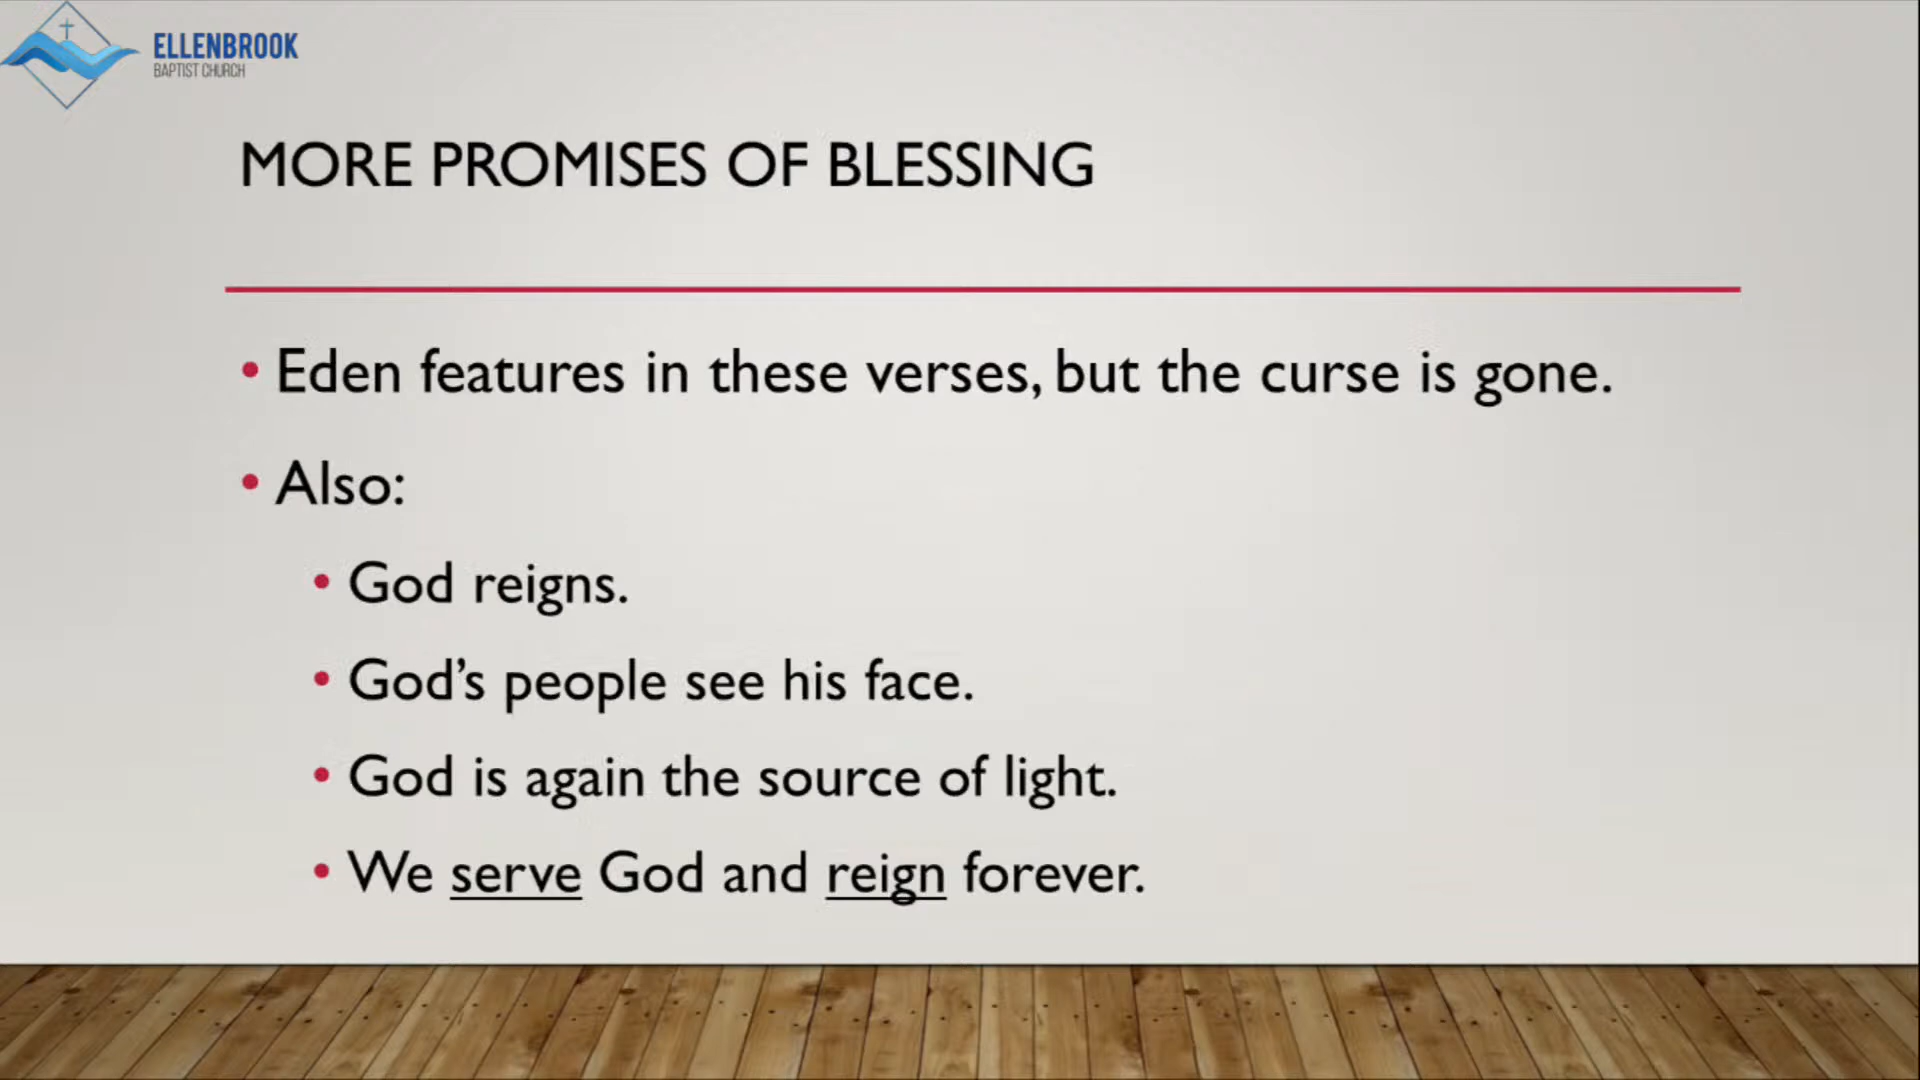 ELLENBROOK
BAPTIST CHURCH
MORE PROMISES OF BLESSING
• Eden features in these verses, but the curse is gone.
• Also:
• God reigns.
• God’s people see his face.
• God is again the source of light.
• We serve God and reign forever.